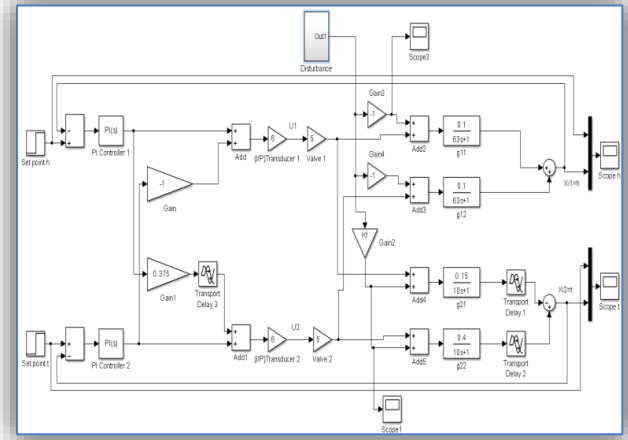 Out1
Disturbance
Scope3
Gain3
-1
Set point h
PI(s)
PI Controller 1
Add
6
(I/P)Transducer 1
U1
5
Valve 1
Add2
0.1
63s+1
g11
Gain4
-1
Add3
0.1
63s+1
g12
Xi1=h
Scope h
-1
Gain
Kf
Gain2
0.375
Gain1
Transport
Delay 3
Add4
0.15
10s+1
g21
Transport
Delay 1
Xi2=t
Scope t
Set point t
PI(s)
PI Controller 2
Add1
6
(I/P)Transducer 2
U2
5
Valve 2
Add5
0.4
10s+1
g22
Transport
Delay 2
Scope1